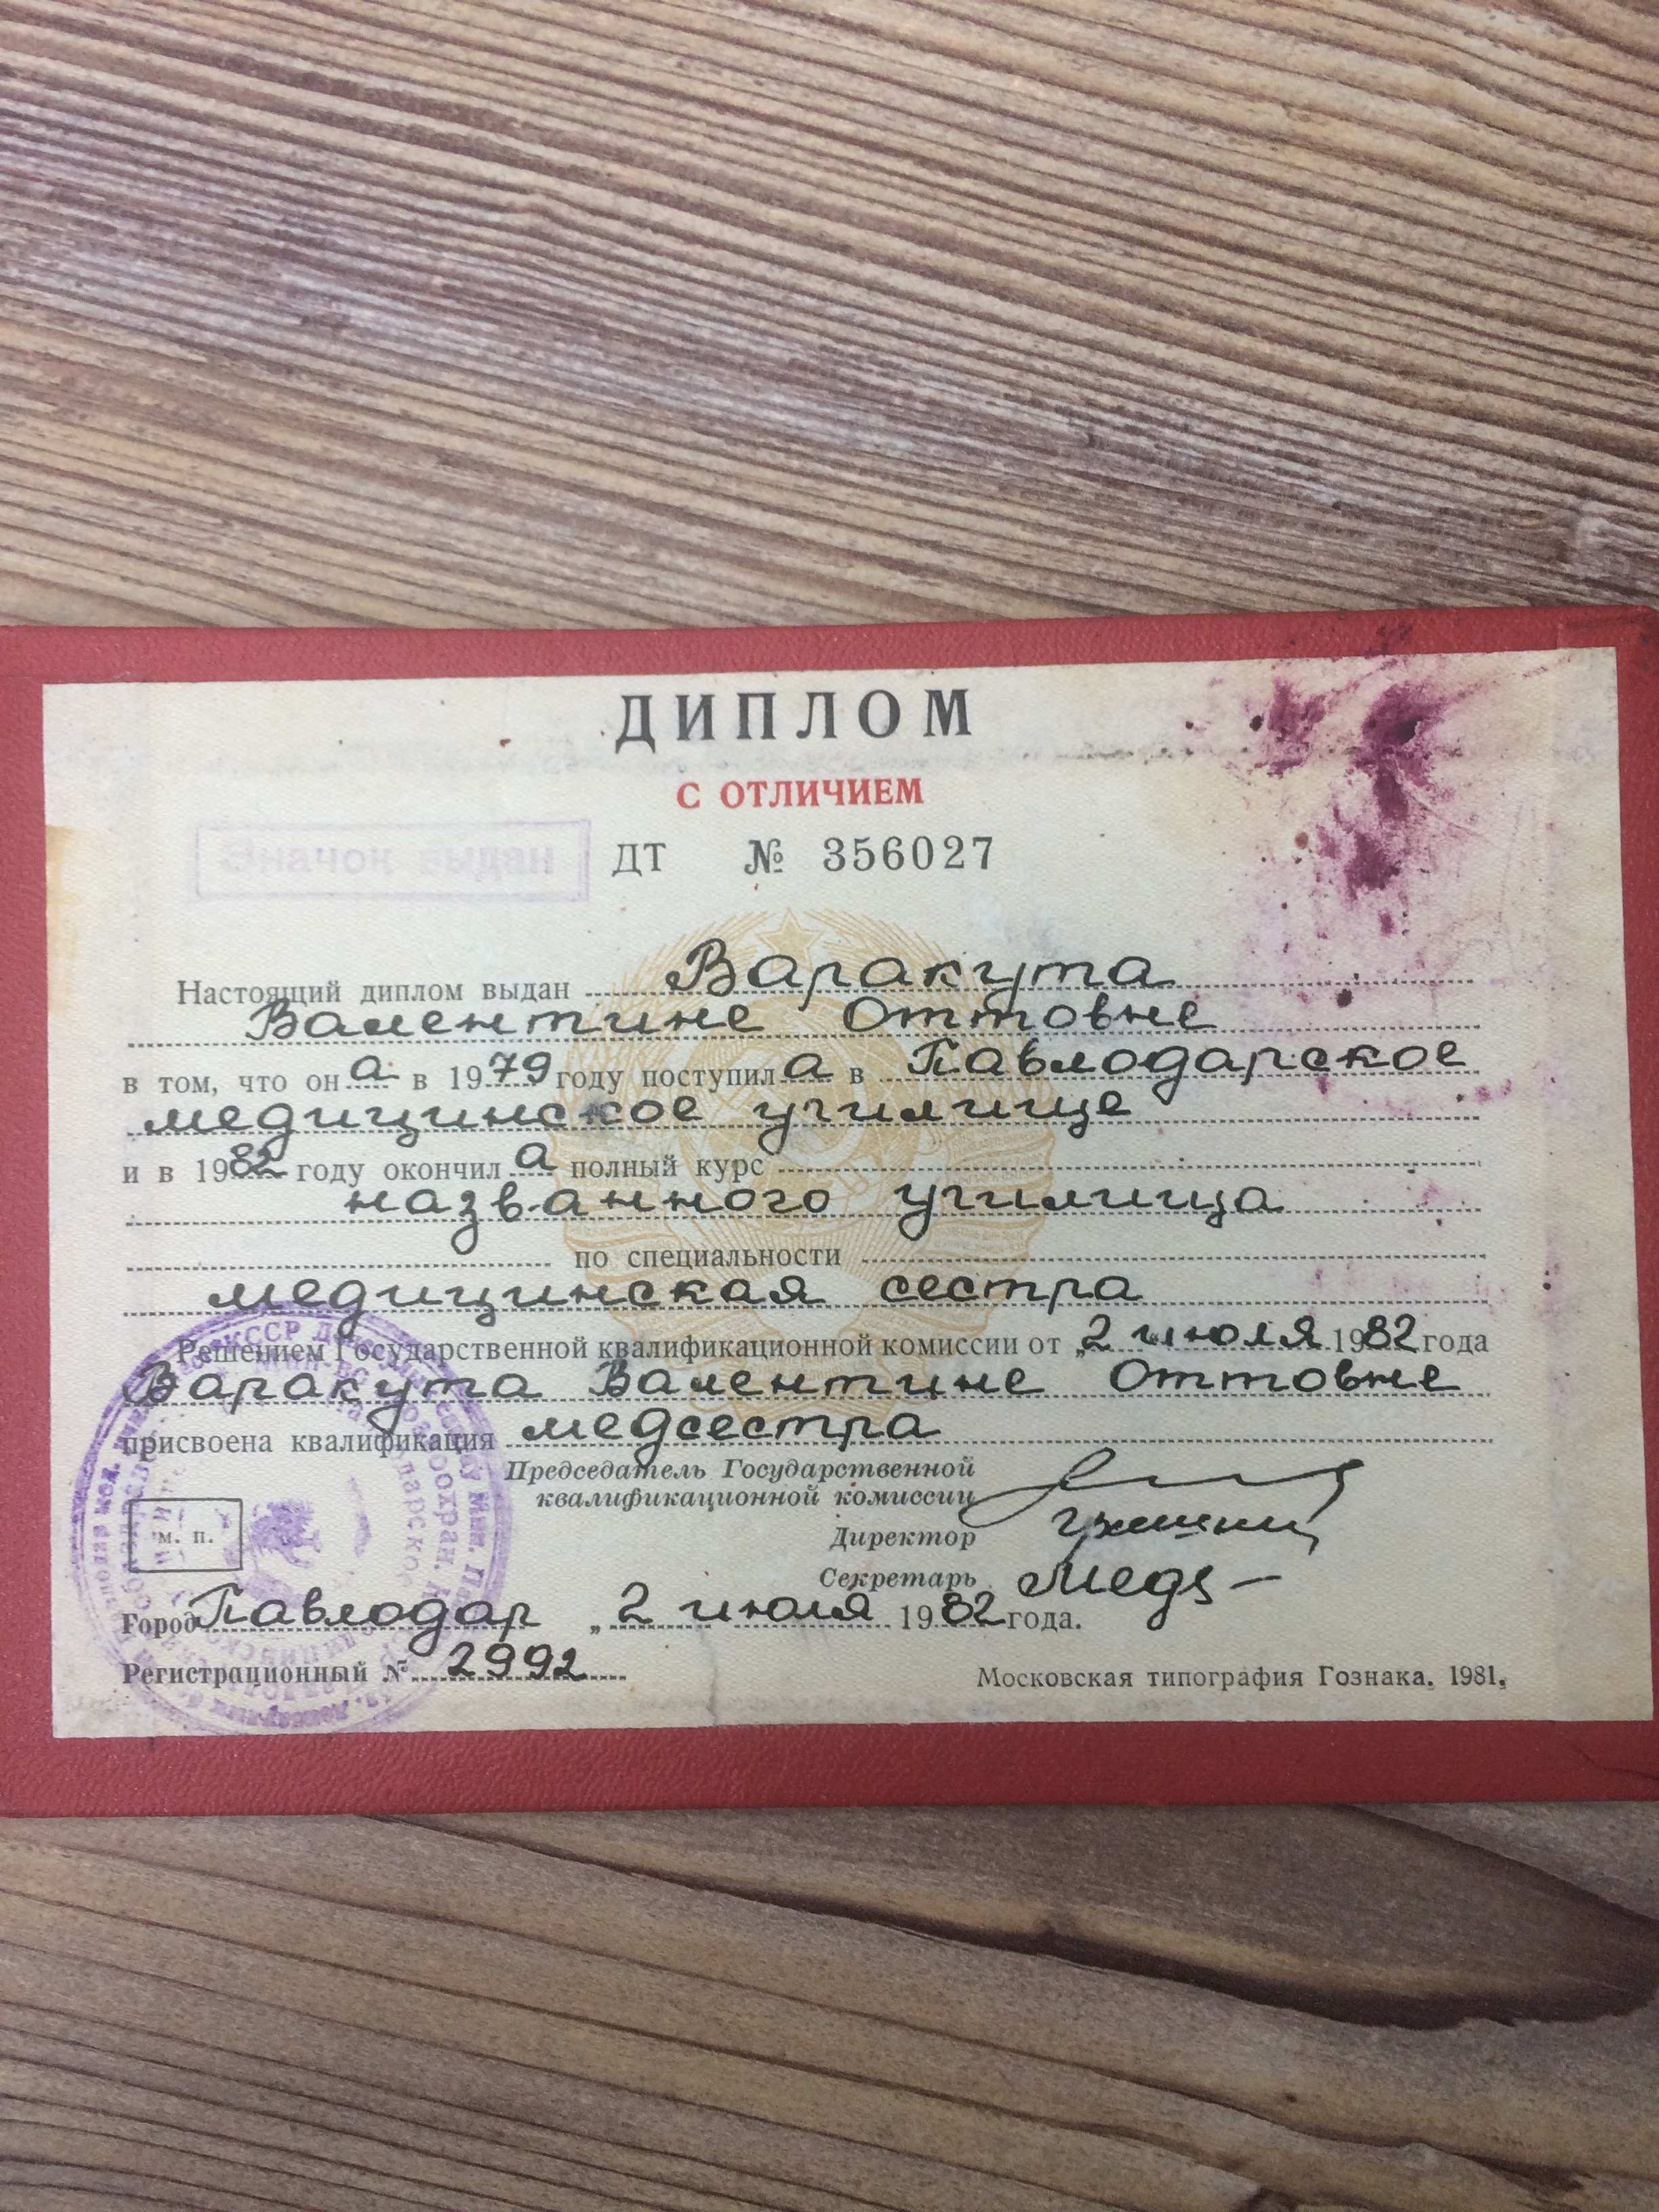 ДИПЛОМ
С ОТЛИЧИЕМ
Значок выдан
ДТ № 356027
Настоящий диплом выдан Варакута
Валентине Оттовне
в том, что она в 1979 году поступила в Павлодарское
медицинское училище
и в 1982 году окончила полный курс
названного училища
по специальности
медицинская сестра
Решением Государственной квалификационной комиссии от „2 июля 1982 года
Варакута Валентине Оттовне
присвоена квалификация медсестра
Председатель Государственной
квалификационной комиссии
Директор
Секретарь
м. п.
Город Павлодар „2 июля 1982 года.
Регистрационный № 2992
Московская типография Гознака. 1981.